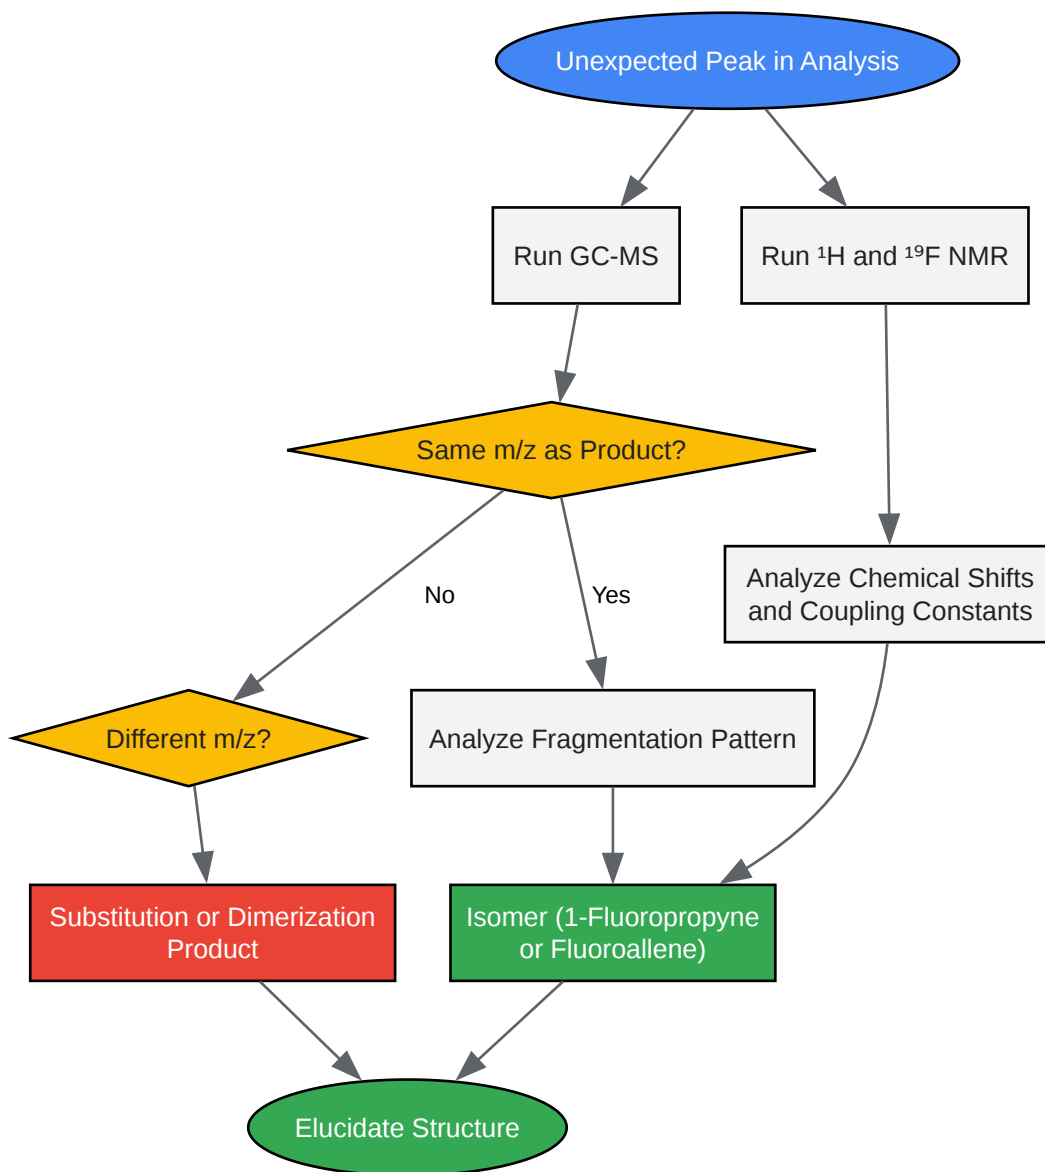 Unexpected Peak in Analysis
Run GC-MS
Run ¹H and ¹⁹F NMR
Same m/z as Product?
No
Yes
Analyze Chemical Shifts
and Coupling Constants
Different m/z?
Analyze Fragmentation Pattern
Substitution or Dimerization
Product
Isomer (1-Fluoropropyne
or Fluoroallene)
Elucidate Structure